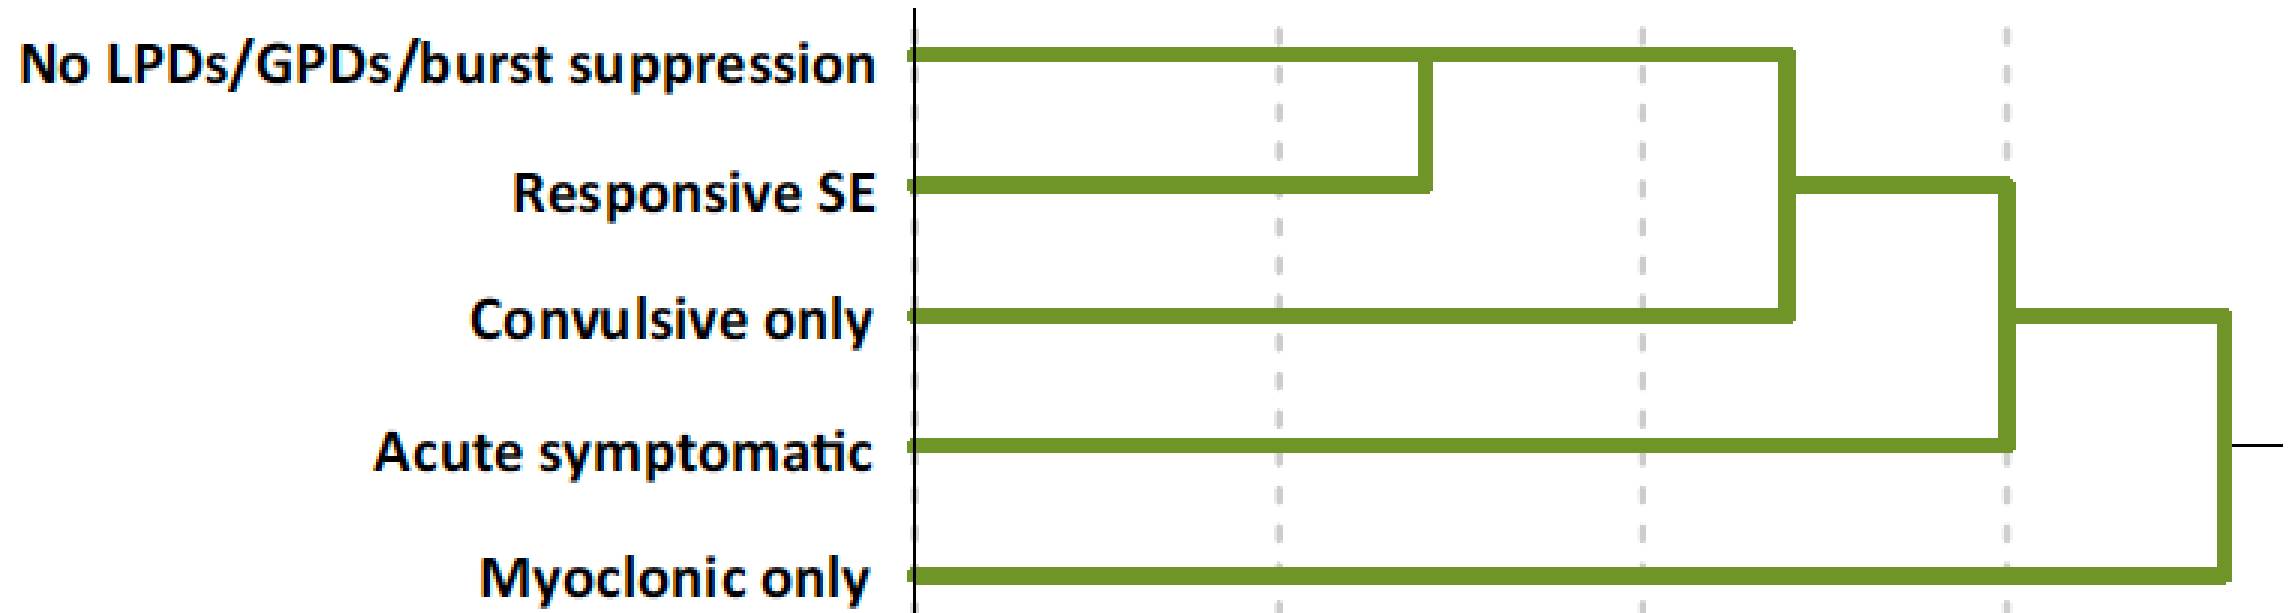 No LPDs/GPDs/burst suppression
Responsive SE
Convulsive only
Acute symptomatic
Myoclonic only